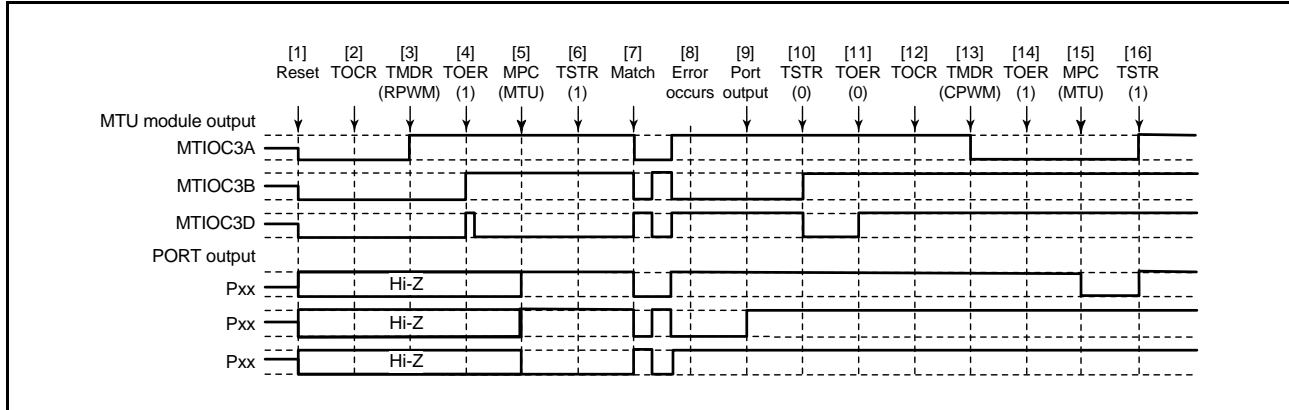 [1] [2] [3] [4] [5] [6] [7] [8] [9] [10] [11] [12] [13] [14] [15] [16]
Reset TOCR TMDR TOER MPC TSTR Match Error Port TSTR TOER TOCR TMDR TOER MPC TSTR
(RPWM) (1) (MTU) (1) occurs output (0) (0) (CPWM) (1) (MTU) (1)
MTU module output
MTIOC3A
MTIOC3B
MTIOC3D
PORT output
Pxx Hi-Z
Pxx Hi-Z
Pxx Hi-Z